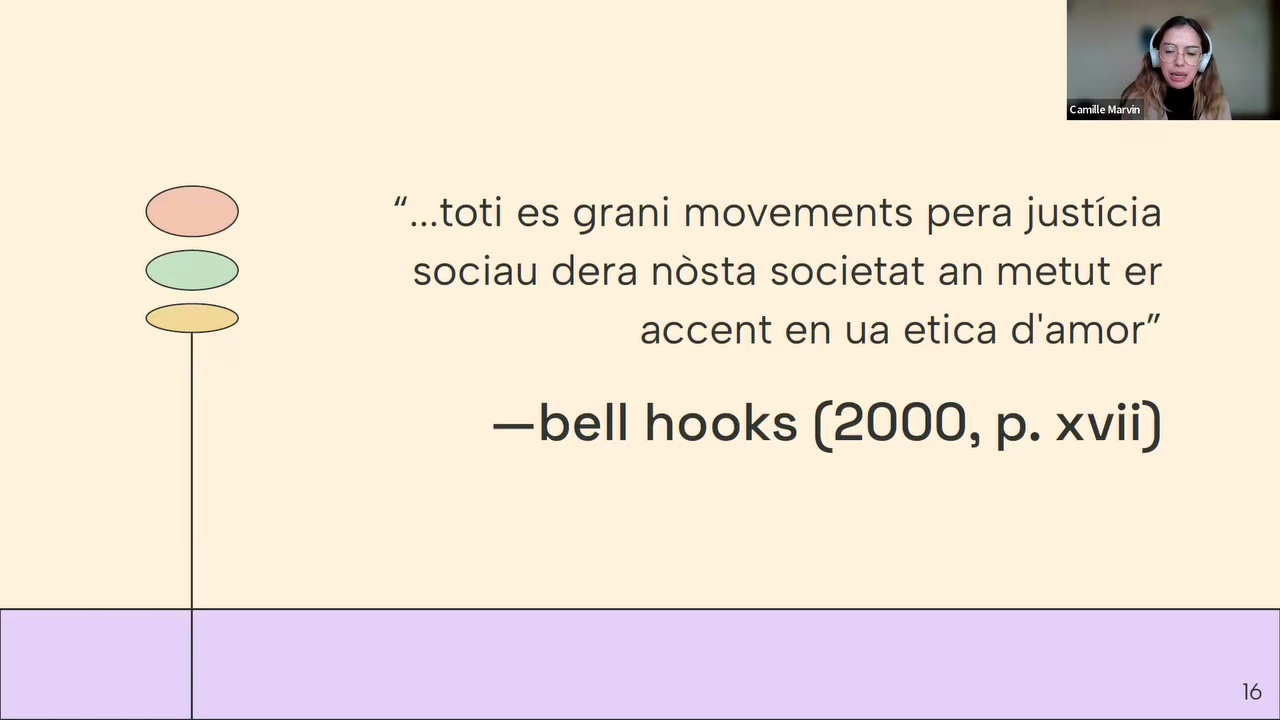 Camille Marvin
“...toti es grani movements pera justícia
sociau dera nòsta societat an metut er
accent en ua etica d'amor”
—bell hooks (2000, p. xvii)
16